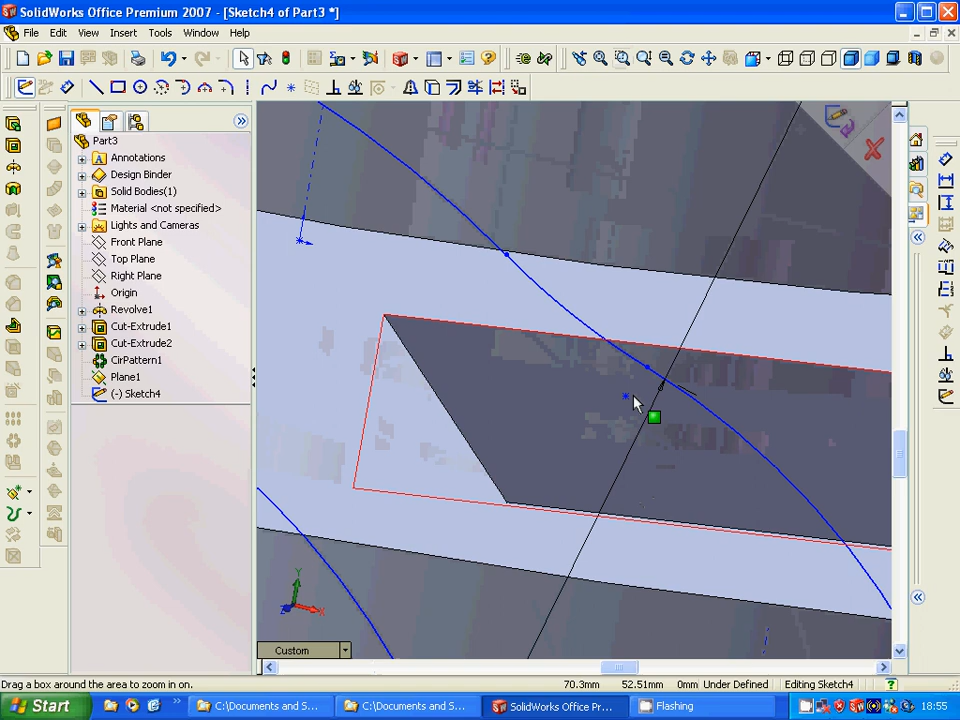 SolidWorks Office Premium 2007 - [Sketch4 of Part3 *]
File Edit View Insert Tools Window Help
Part3
Annotations
Design Binder
Solid Bodies(1)
Material <not specified>
Lights and Cameras
Front Plane
Top Plane
Right Plane
Origin
Revolve1
Cut-Extrude1
Cut-Extrude2
CirPattern1
Plane1
(-) Sketch4
Y
X
Z
Custom
Drag a box around the area to zoom in on. 70.3mm 52.51mm 0mm Under Defined Editing Sketch4
Start C:\Documents and S... C:\Documents and S... SolidWorks Office Pr... Flashing 18:55